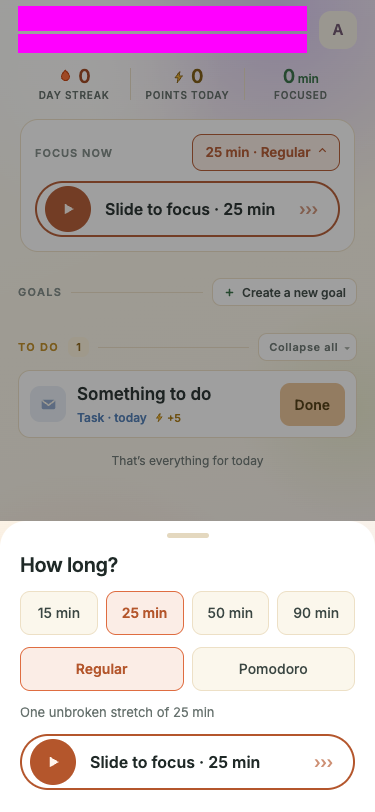 A
0
DAY STREAK
0
POINTS TODAY
0 min
FOCUSED
FOCUS NOW
25 min · Regular
Slide to focus · 25 min
GOALS
+ Create a new goal
TO DO 1
Collapse all
Something to do
Task · today +5
Done
That's everything for today
How long?
15 min
25 min
50 min
90 min
Regular
Pomodoro
One unbroken stretch of 25 min
Slide to focus · 25 min